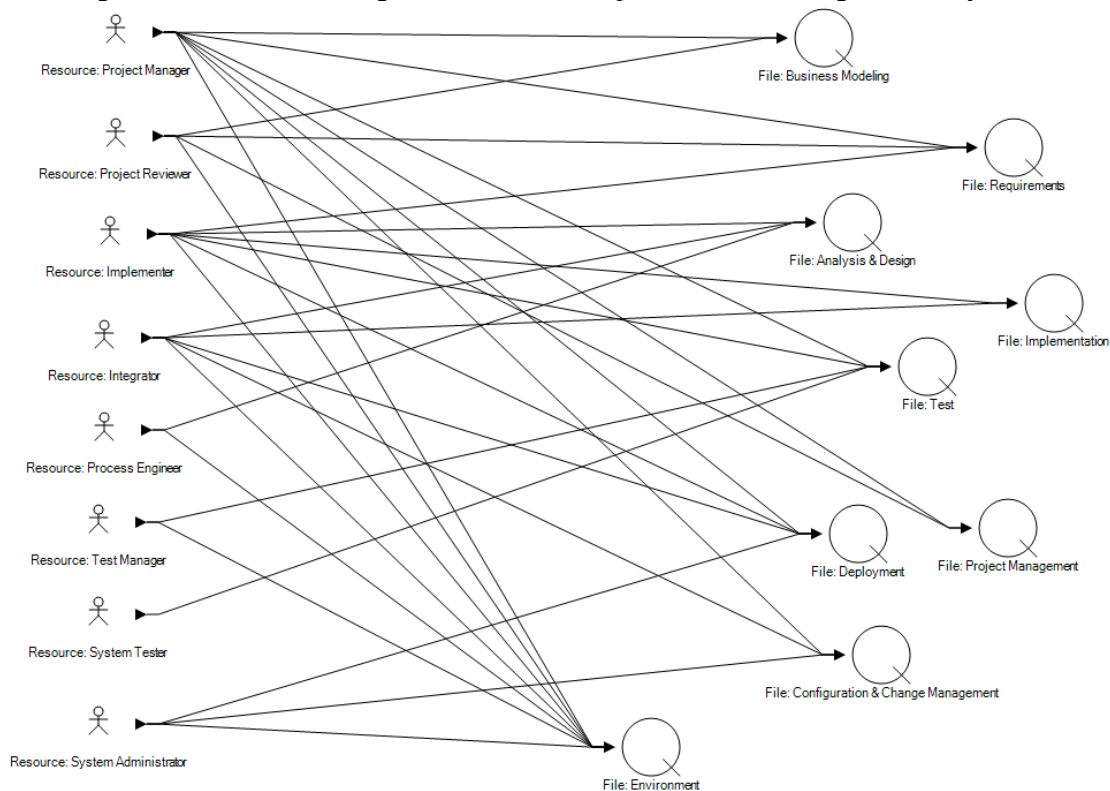 Resource: Project Manager
File: Business Modeling
Resource: Project Reviewer
File: Requirements
Resource: Implementer
File: Analysis & Design
File: Implementation
Resource: Integrator
File: Test
Resource: Process Engineer
Resource: Test Manager
File: Deployment
File: Project Management
Resource: System Tester
File: Configuration & Change Management
Resource: System Administrator
File: Environment